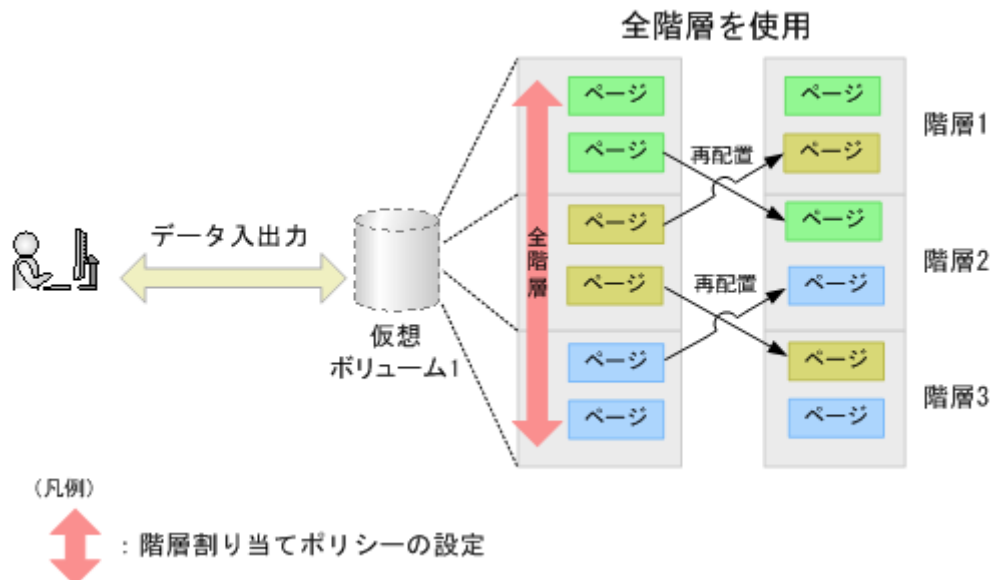 全階層を使用
ページ
ページ
階層1
ページ
再配置
ページ
データ入出力
全階層
ページ
ページ
階層2
ページ
再配置
ページ
仮想
ボリューム1
ページ
ページ
階層3
ページ
ページ
(凡例)
：階層割り当てポリシーの設定